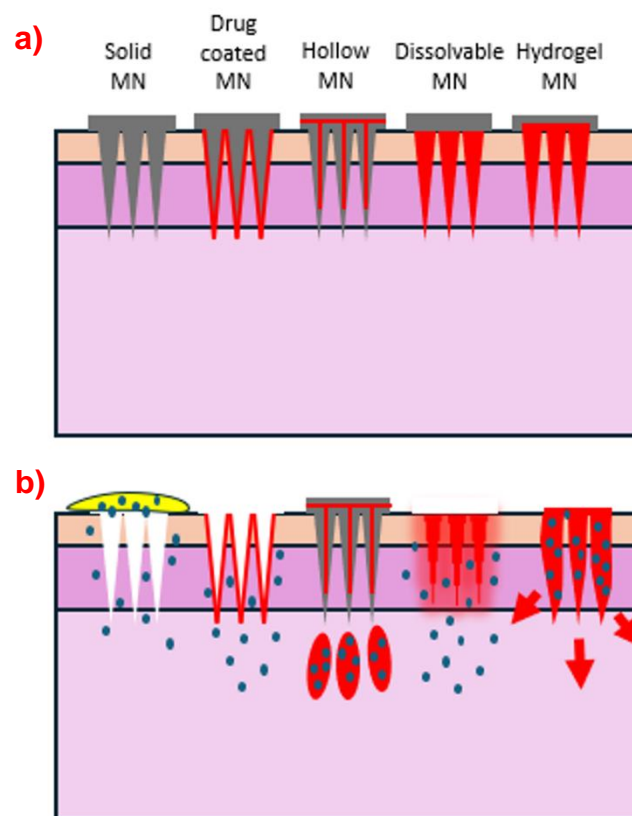 a)
Solid
MN
Drug
coated
MN
Hollow
MN
Dissolvable
MN
Hydrogel
MN
b)